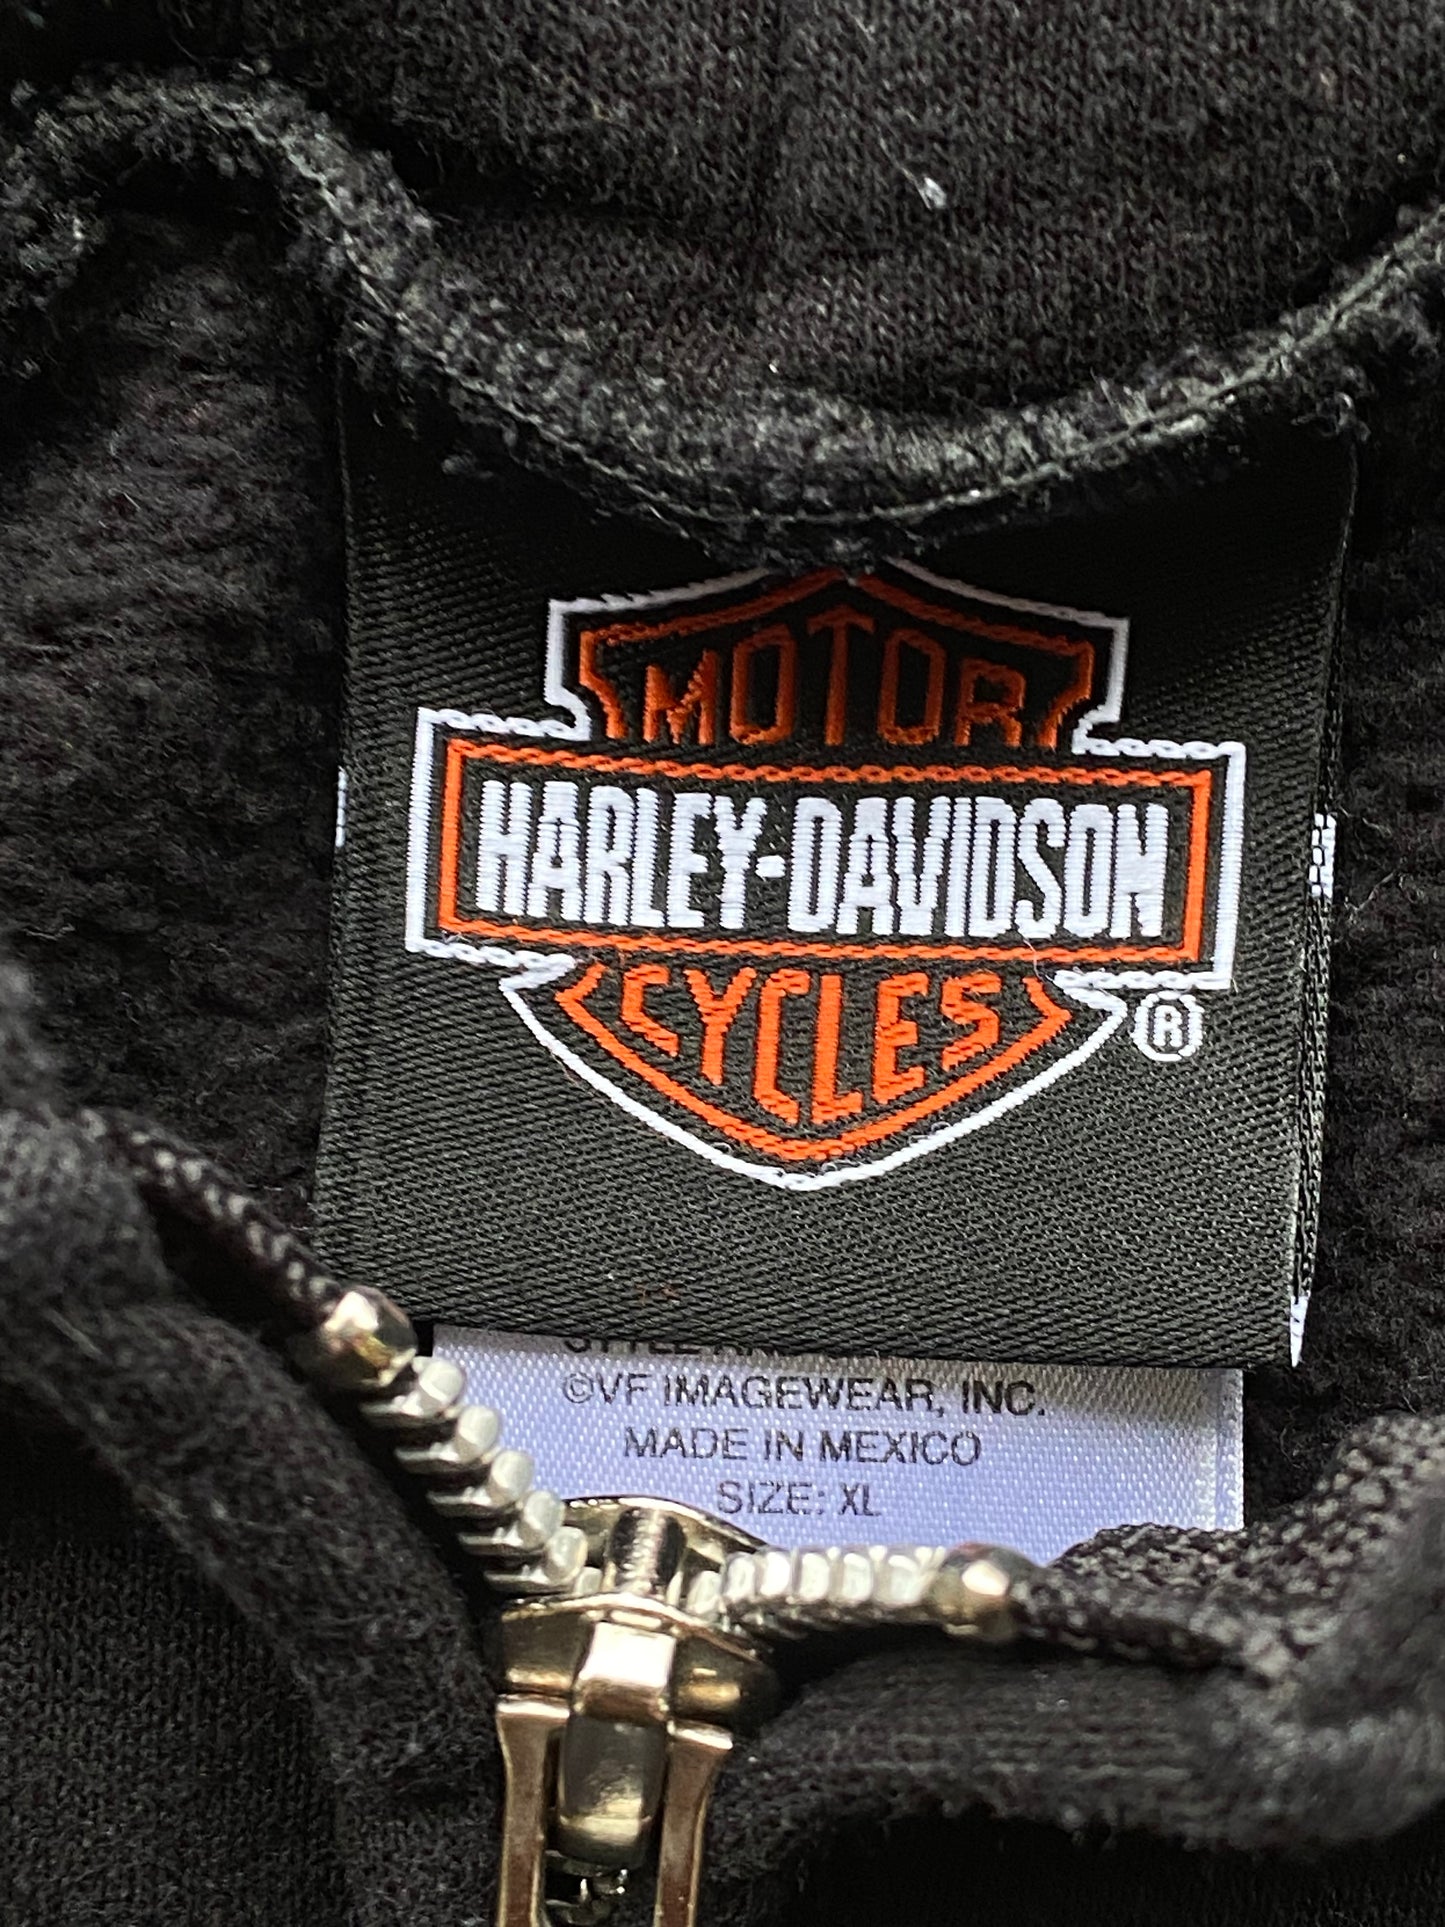 MOTOR
HARLEY-DAVIDSON
CYCLES
®
©VF IMAGEWEAR, INC.
MADE IN MEXICO
SIZE: XL